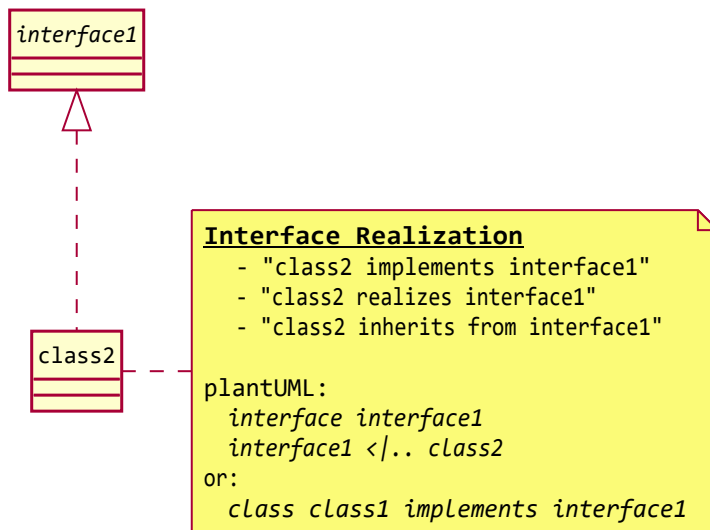 interface1
class2
Interface Realization
- "class2 implements interface1"
- "class2 realizes interface1"
- "class2 inherits from interface1"
plantUML:
interface interface1
interface1 <|.. class2
or:
class class1 implements interface1